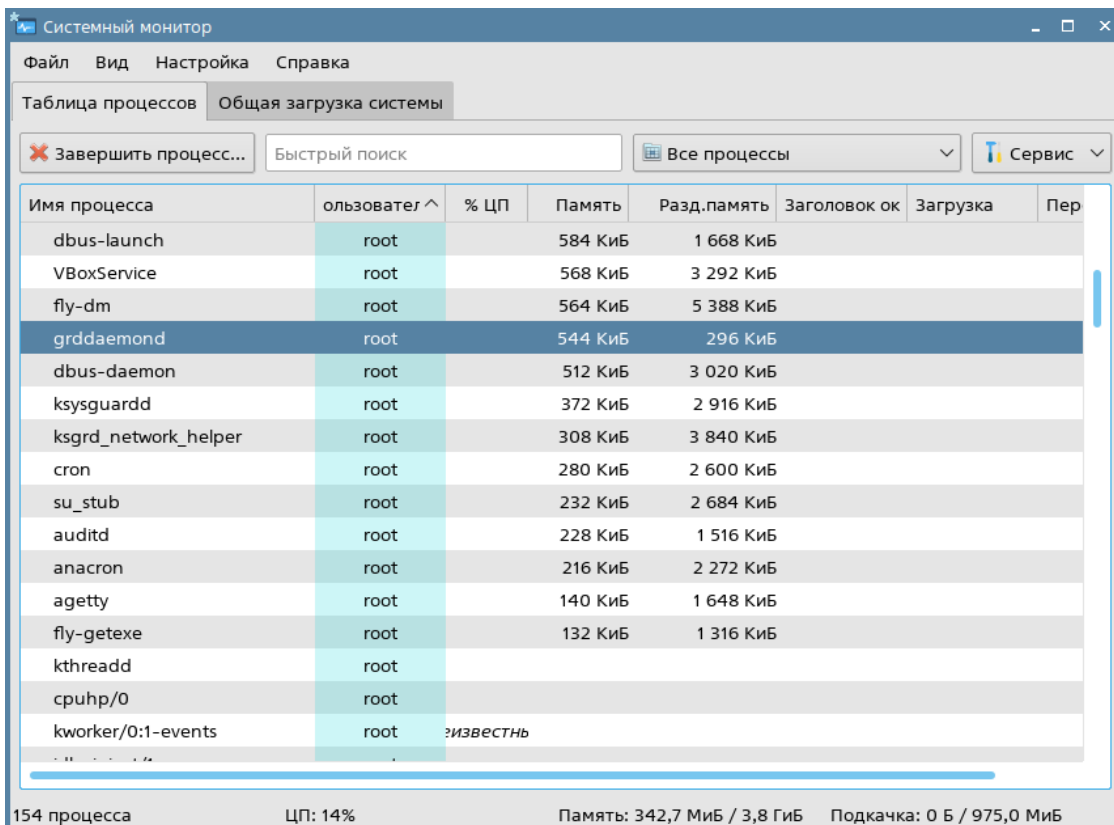 Системный монитор
Файл Вид Настройка Справка
Таблица процессов Общая загрузка системы
Завершить процесс... Быстрый поиск Все процессы Сервис
Имя процесса ользовател % ЦП Память Разд.память Заголовок ок Загрузка Пер
dbus-launch root 584 КиБ 1 668 КиБ
VBoxService root 568 КиБ 3 292 КиБ
fly-dm root 564 КиБ 5 388 КиБ
grddaemond root 544 КиБ 296 КиБ
dbus-daemon root 512 КиБ 3 020 КиБ
ksysguardd root 372 КиБ 2 916 КиБ
ksgrd_network_helper root 308 КиБ 3 840 КиБ
cron root 280 КиБ 2 600 КиБ
su_stub root 232 КиБ 2 684 КиБ
auditd root 228 КиБ 1 516 КиБ
anacron root 216 КиБ 2 272 КиБ
agetty root 140 КиБ 1 648 КиБ
fly-getexe root 132 КиБ 1 316 КиБ
kthreadd root
cpuhp/0 root
kworker/0:1-events root еизвестнь
154 процесса ЦП: 14% Память: 342,7 МиБ / 3,8 ГиБ Подкачка: 0 Б / 975,0 МиБ